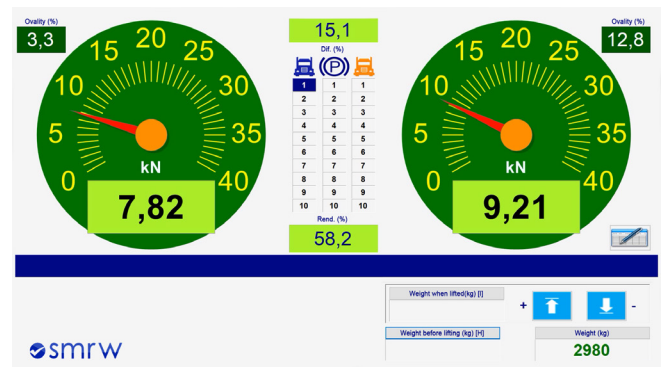 Ovality (%)
3,3
0
5
10
15
20
25
30
35
40
kN
7,82
15,1
Dif. (%)
P
1 1 1
2 2 2
3 3 3
4 4 4
5 5 5
6 6 6
7 7 7
8 8 8
9 9 9
10 10 10
Rend. (%)
58,2
Ovality (%)
12,8
0
5
10
15
20
25
30
35
40
kN
9,21
Weight when lifted(kg) [I]
+ -
Weight before lifting (kg) [H]
Weight (kg)
2980
smrw